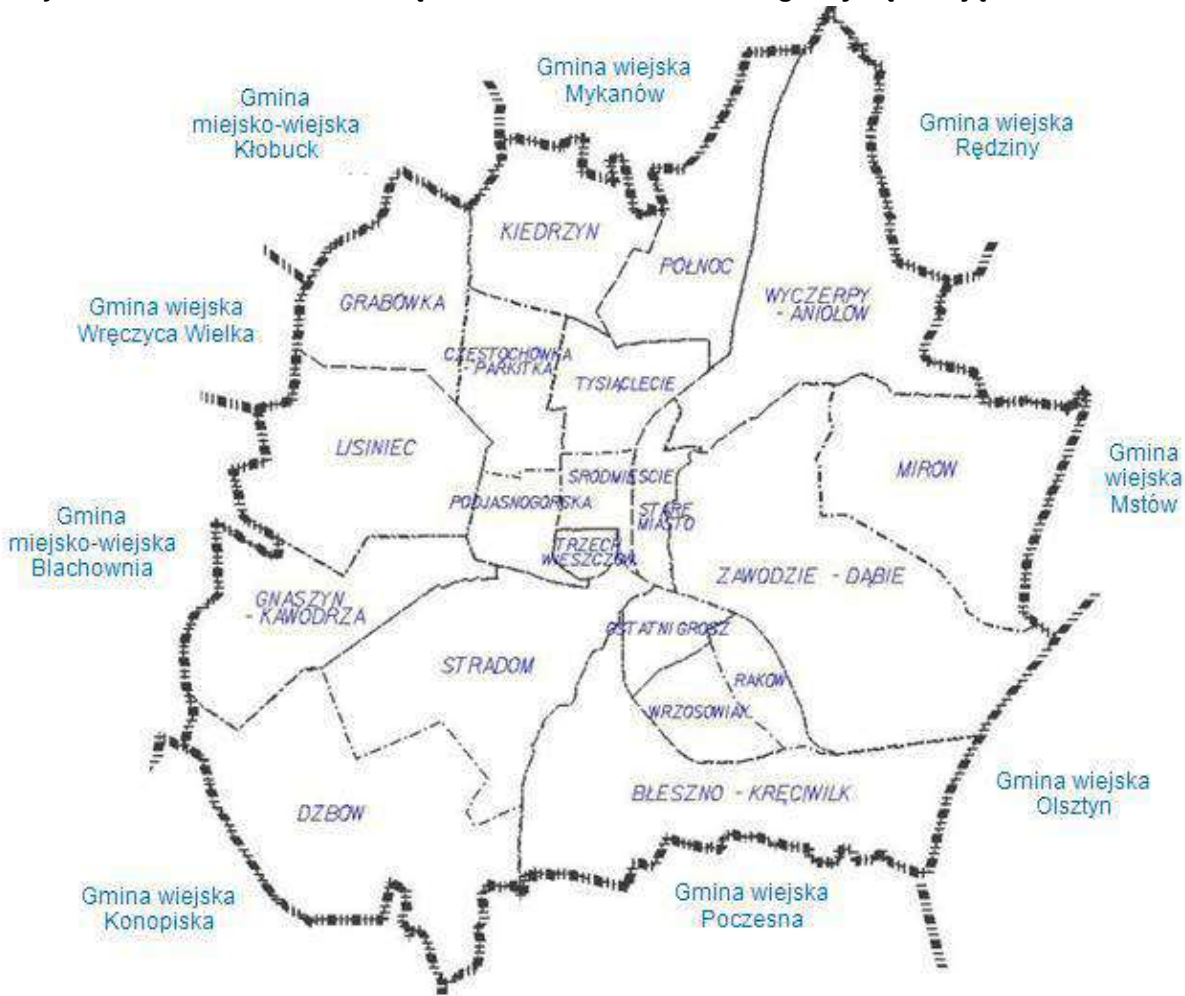 Gmina wiejska
Mykanów
Gmina
miejsko-wiejska
Kłobuck
Gmina wiejska
Rędziny
KIEDRZYN
PÓŁNOC
GRABÓWKA
WYCZERPY
- ANIOŁÓW
Gmina wiejska
Wręczyca Wielka
CZĘSTOCHÓWKA
- PARKITKA
TYSIĄCLECIE
LISINIEC
MIRÓW
Gmina
wiejska
Mstów
ŚRÓDMIEŚCIE
PODJASNOGÓRSKA
STARE
MIASTO
Gmina
miejsko-wiejska
Blachownia
TRZECH
WIESZCZÓW
ZAWODZIE - DĄBIE
GNASZYN
- KAWODRZA
OSTATNI GROSZ
STRADOM
RAKÓW
WRZOSOWIAK
BŁESZNO - KRĘCIWILK
Gmina wiejska
Olsztyn
DŹBÓW
Gmina wiejska
Konopiska
Gmina wiejska
Poczesna